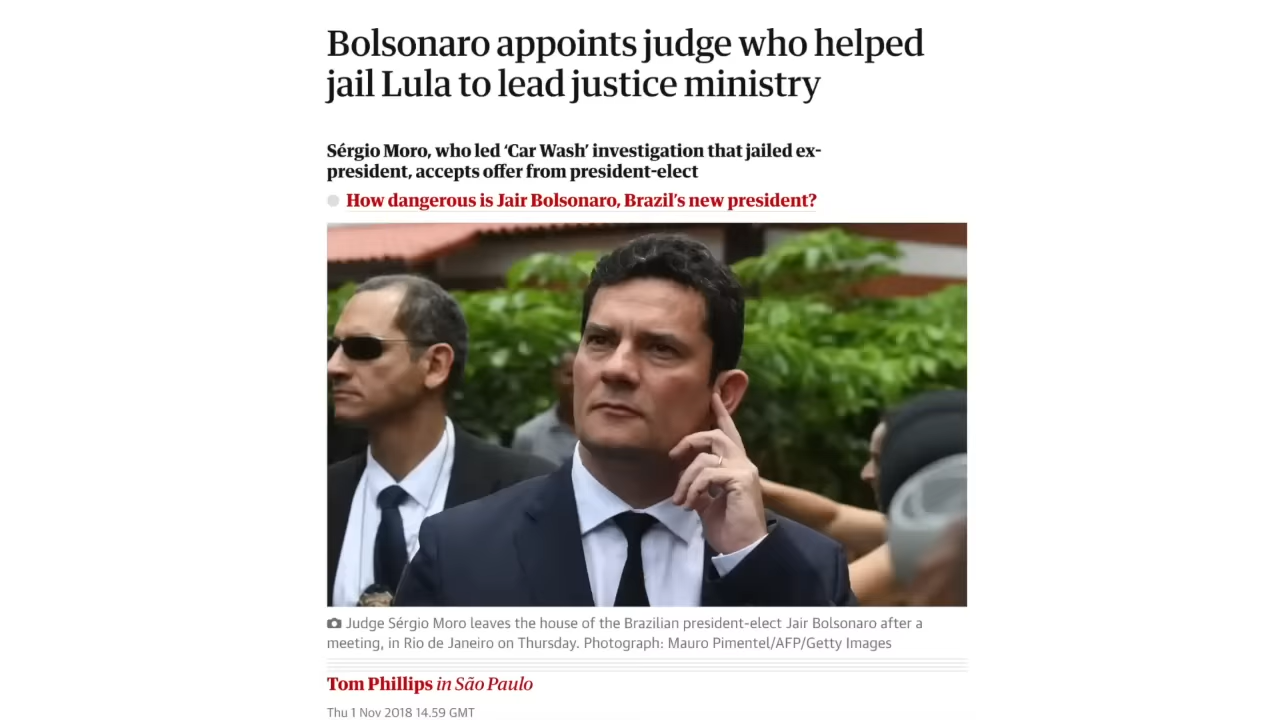 Bolsonaro appoints judge who helped
jail Lula to lead justice ministry
Sérgio Moro, who led ‘Car Wash’ investigation that jailed ex-
president, accepts offer from president-elect
How dangerous is Jair Bolsonaro, Brazil’s new president?
Judge Sérgio Moro leaves the house of the Brazilian president-elect Jair Bolsonaro after a
meeting, in Rio de Janeiro on Thursday. Photograph: Mauro Pimentel/AFP/Getty Images
Tom Phillips in São Paulo
Thu 1 Nov 2018 14.59 GMT